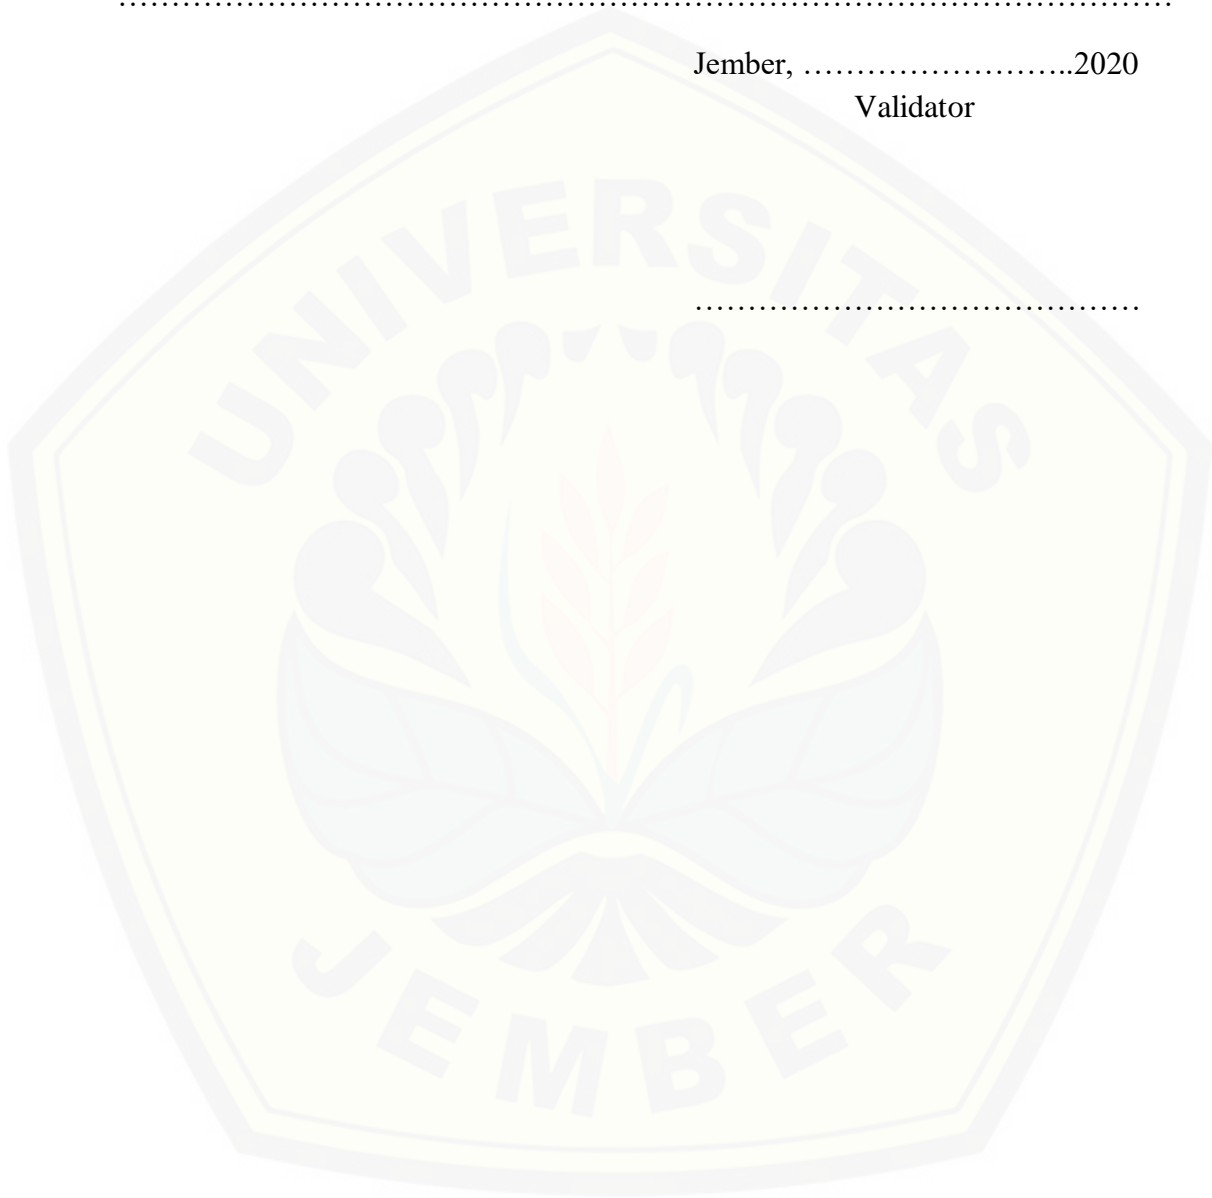 ……………………………………………………………………………………………
Jember, ……………………..2020
Validator
……………………………………
UNIVERSITAS
JEMBER